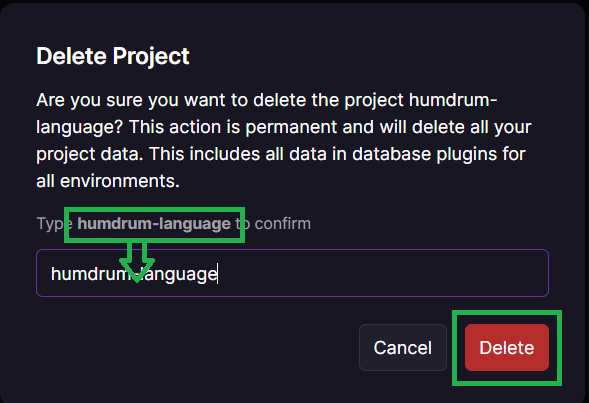 Delete Project
Are you sure you want to delete the project humdrum-
language? This action is permanent and will delete all your
project data. This includes all data in database plugins for
all environments.
Type humdrum-language to confirm
humdrum-language
Cancel
Delete